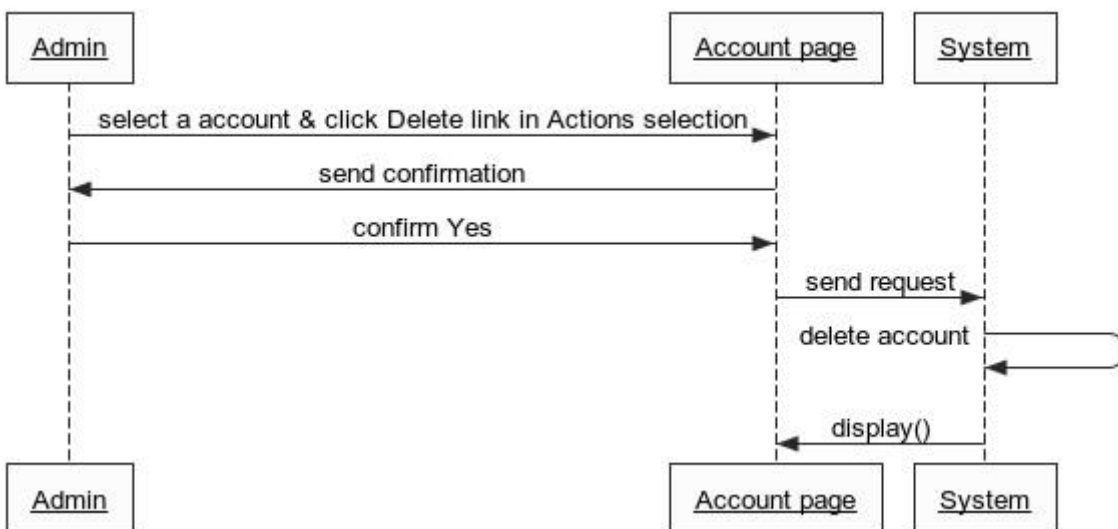 Admin
Account page
System
select a account & click Delete link in Actions selection
send confirmation
confirm Yes
send request
delete account
display()
Admin
Account page
System